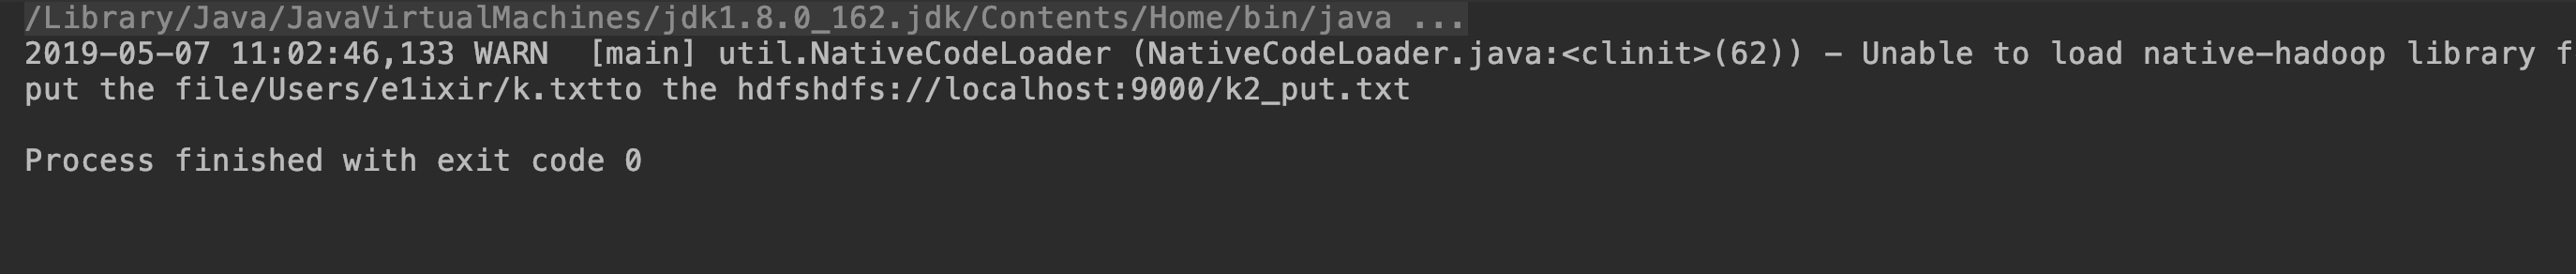 /Library/Java/JavaVirtualMachines/jdk1.8.0_162.jdk/Contents/Home/bin/java ...
2019-05-07 11:02:46,133 WARN  [main] util.NativeCodeLoader (NativeCodeLoader.java:<clinit>(62)) - Unable to load native-hadoop library f
put the file/Users/e1ixir/k.txtto the hdfshdfs://localhost:9000/k2_put.txt
Process finished with exit code 0